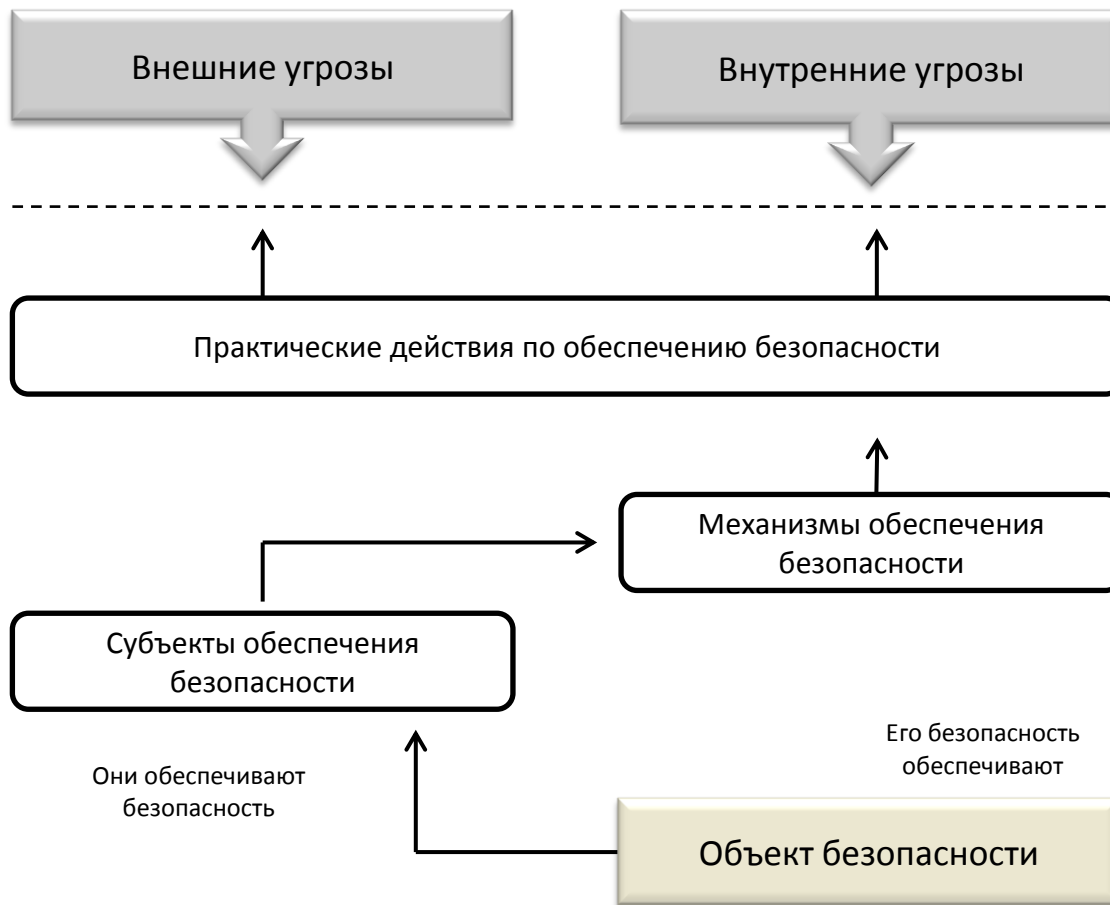 Внешние угрозы
Внутренние угрозы
Практические действия по обеспечению безопасности
Механизмы обеспечения
безопасности
Субъекты обеспечения
безопасности
Его безопасность
обеспечивают
Они обеспечивают
безопасность
Объект безопасности